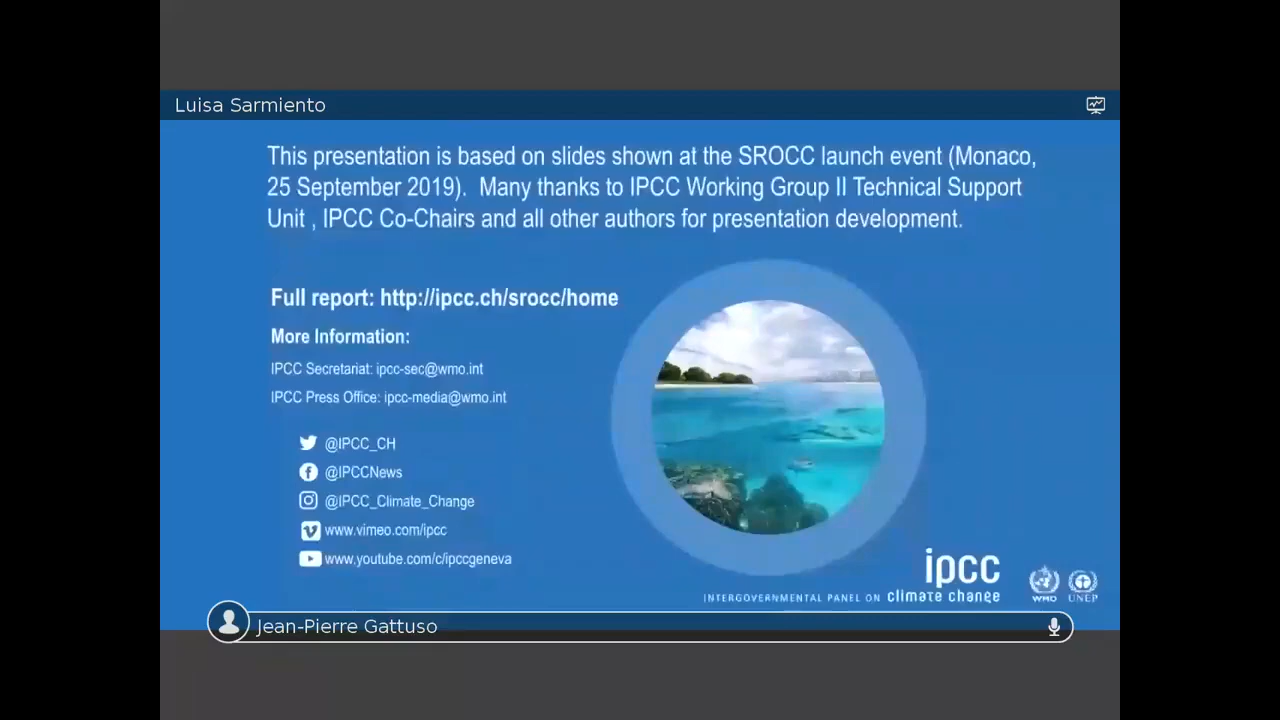 Luisa Sarmiento
This presentation is based on slides shown at the SROCC launch event (Monaco,
25 September 2019). Many thanks to IPCC Working Group II Technical Support
Unit , IPCC Co-Chairs and all other authors for presentation development.
Full report: http://ipcc.ch/srocc/home
More Information:
IPCC Secretariat: ipcc-sec@wmo.int
IPCC Press Office: ipcc-media@wmo.int
@IPCC_CH
@IPCCNews
@IPCC_Climate_Change
www.vimeo.com/ipcc
www.youtube.com/c/ipccgeneva
ipcc
INTERGOVERNMENTAL PANEL ON climate change
WMO UNEP
Jean-Pierre Gattuso